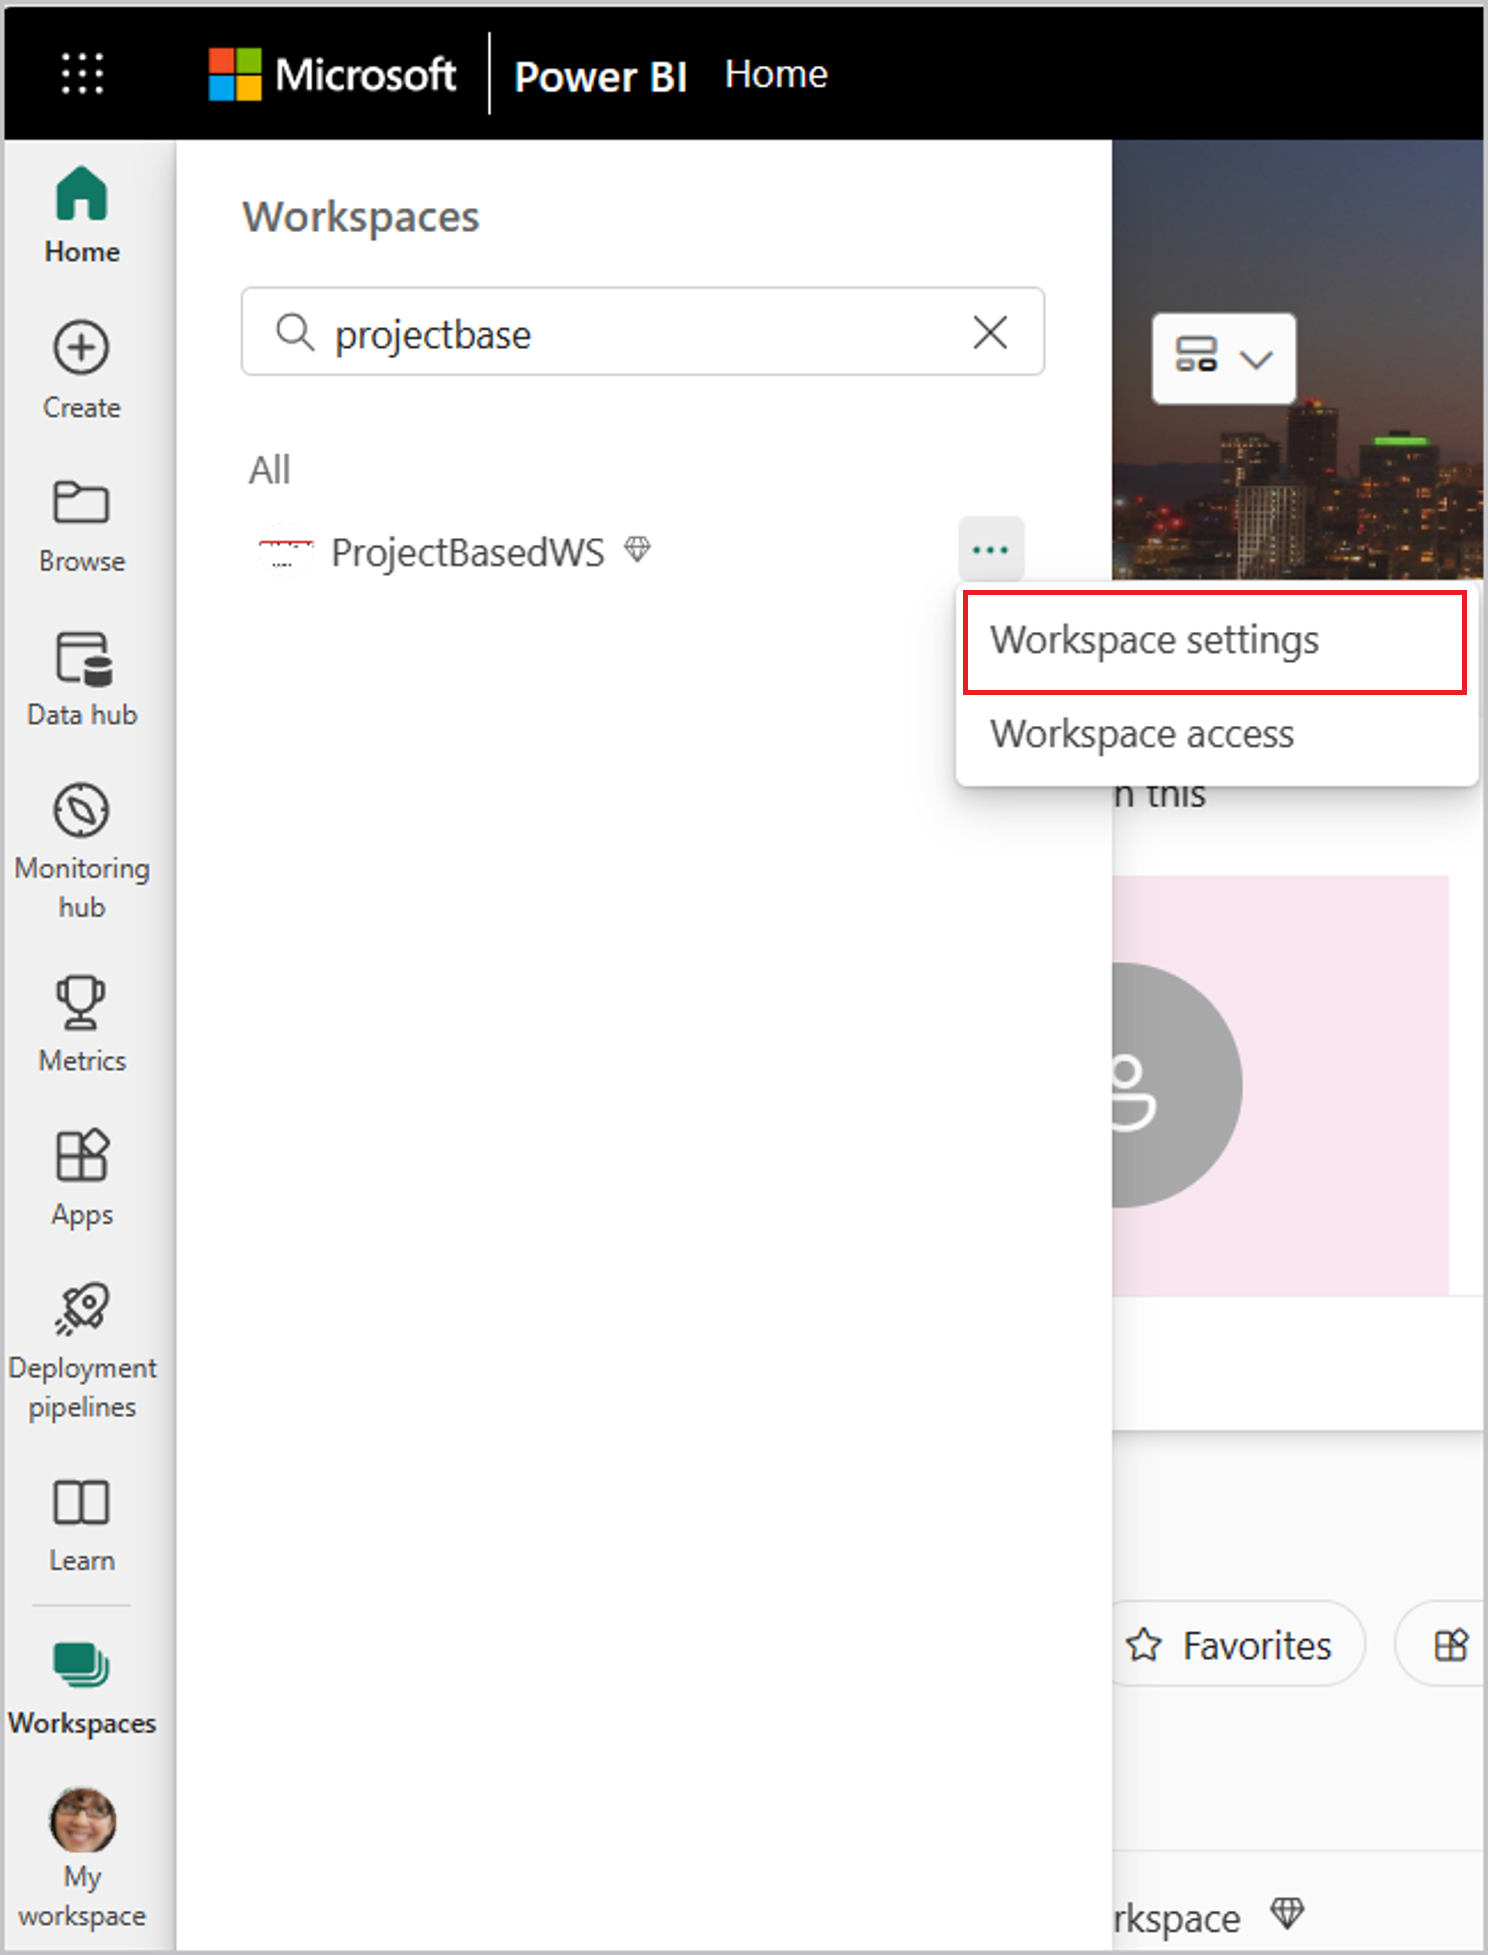 Microsoft
Power BI Home
Home
Create
Browse
Data hub
Monitoring
hub
Metrics
Apps
Deployment
pipelines
Learn
Workspaces
My
workspace
Workspaces
projectbase
All
ProjectBasedWS
Workspace settings
Workspace access
n this
Favorites
rkspace